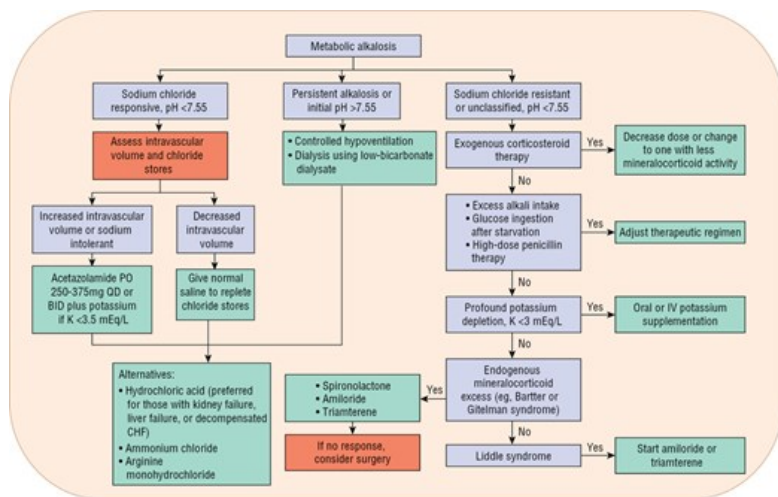 Metabolic alkalosis
Sodium chloride
responsive, pH <7.55
Persistent alkalosis or
initial pH >7.55
Sodium chloride resistant
or unclassified, pH <7.55
Assess intravascular
volume and chloride
stores
• Controlled hypoventilation
• Dialysis using low-bicarbonate
dialysate
Exogenous corticosteroid
therapy
Yes
Decrease dose or change
to one with less
mineralocorticoid activity
No
Increased intravascular
volume or sodium
intolerant
Decreased
intravascular
volume
• Excess alkali intake
• Glucose ingestion
after starvation
• High-dose penicillin
therapy
Yes
Adjust therapeutic regimen
No
Acetazolamide PO
250-375mg QD or
BID plus potassium
if K <3.5 mEq/L
Give normal
saline to replete
chloride stores
Profound potassium
depletion, K <3 mEq/L
Yes
Oral or IV potassium
supplementation
No
Alternatives:
• Hydrochloric acid (preferred
for those with kidney failure,
liver failure, or decompensated
CHF)
• Ammonium chloride
• Arginine
monohydrochloride
▪ Spironolactone
▪ Amiloride
▪ Triamterene
Yes
Endogenous
mineralocorticoid
excess (eg, Bartter or
Gitelman syndrome)
No
If no response,
consider surgery
Liddle syndrome
Yes
Start amiloride or
triamterene